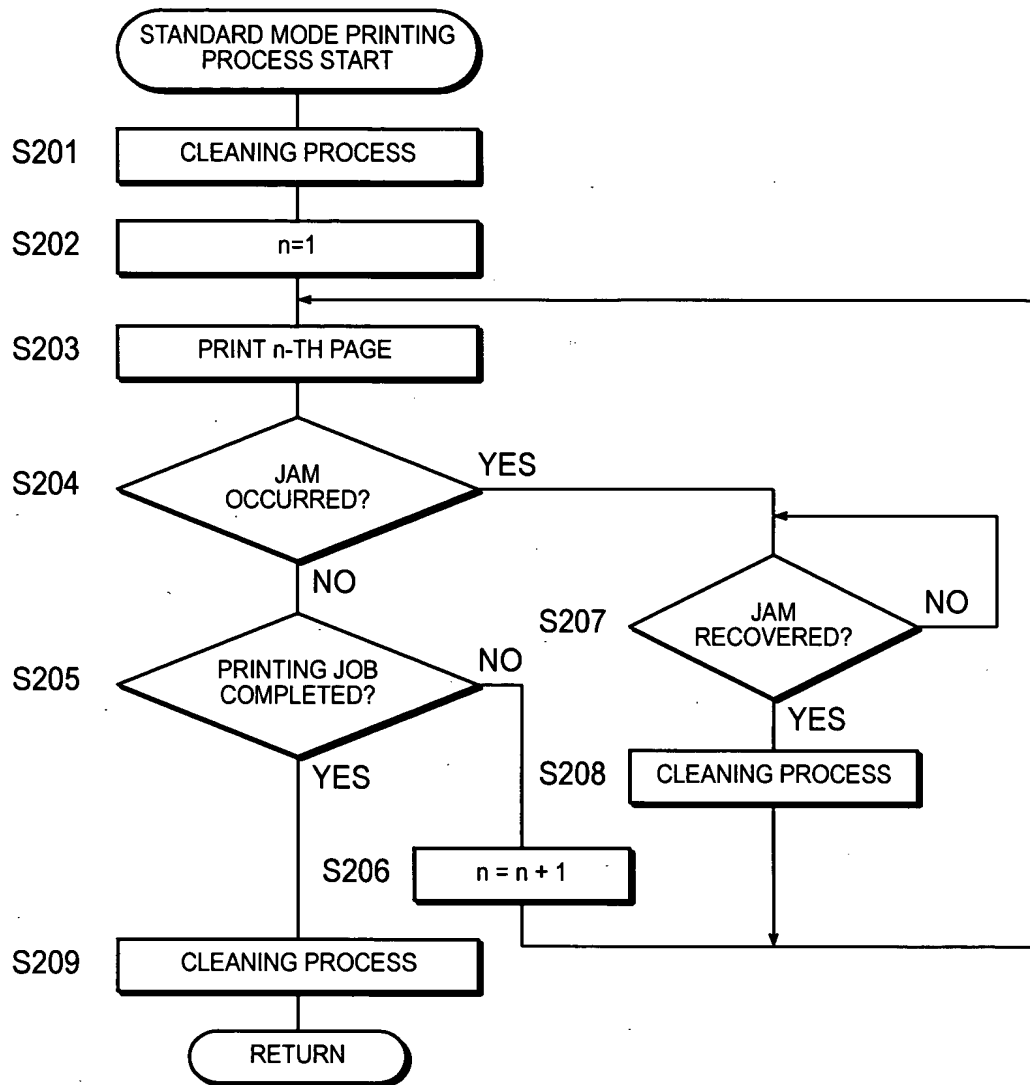 STANDARD MODE PRINTING
PROCESS START
S201
CLEANING PROCESS
S202
n=1
S203
PRINT n-TH PAGE
S204
JAM
OCCURRED?
YES
NO
S207
JAM
RECOVERED?
NO
YES
S205
PRINTING JOB
COMPLETED?
NO
YES
S208
CLEANING PROCESS
S206
n = n + 1
S209
CLEANING PROCESS
RETURN